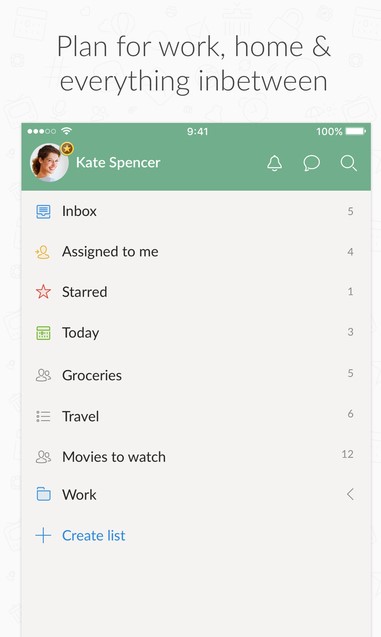 Plan for work, home &
everything inbetween
9:41
100%
Kate Spencer
Inbox 5
Assigned to me 4
Starred 1
Today 3
Groceries 5
Travel 6
Movies to watch 12
Work
Create list